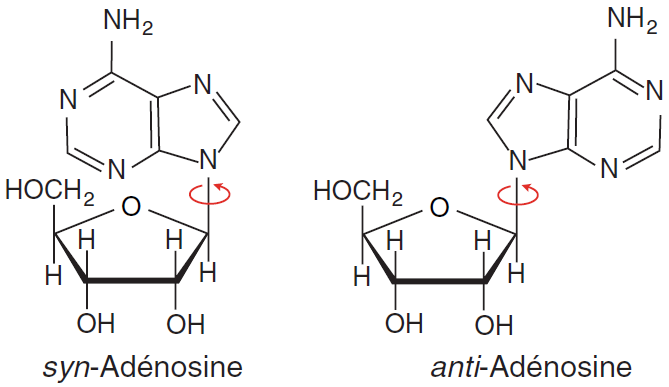 NH2 NH2
N N N N
N N N N
HOCH2 O HOCH2 O
H H H H
H H H H
OH OH OH OH
syn-Adénosine anti-Adénosine